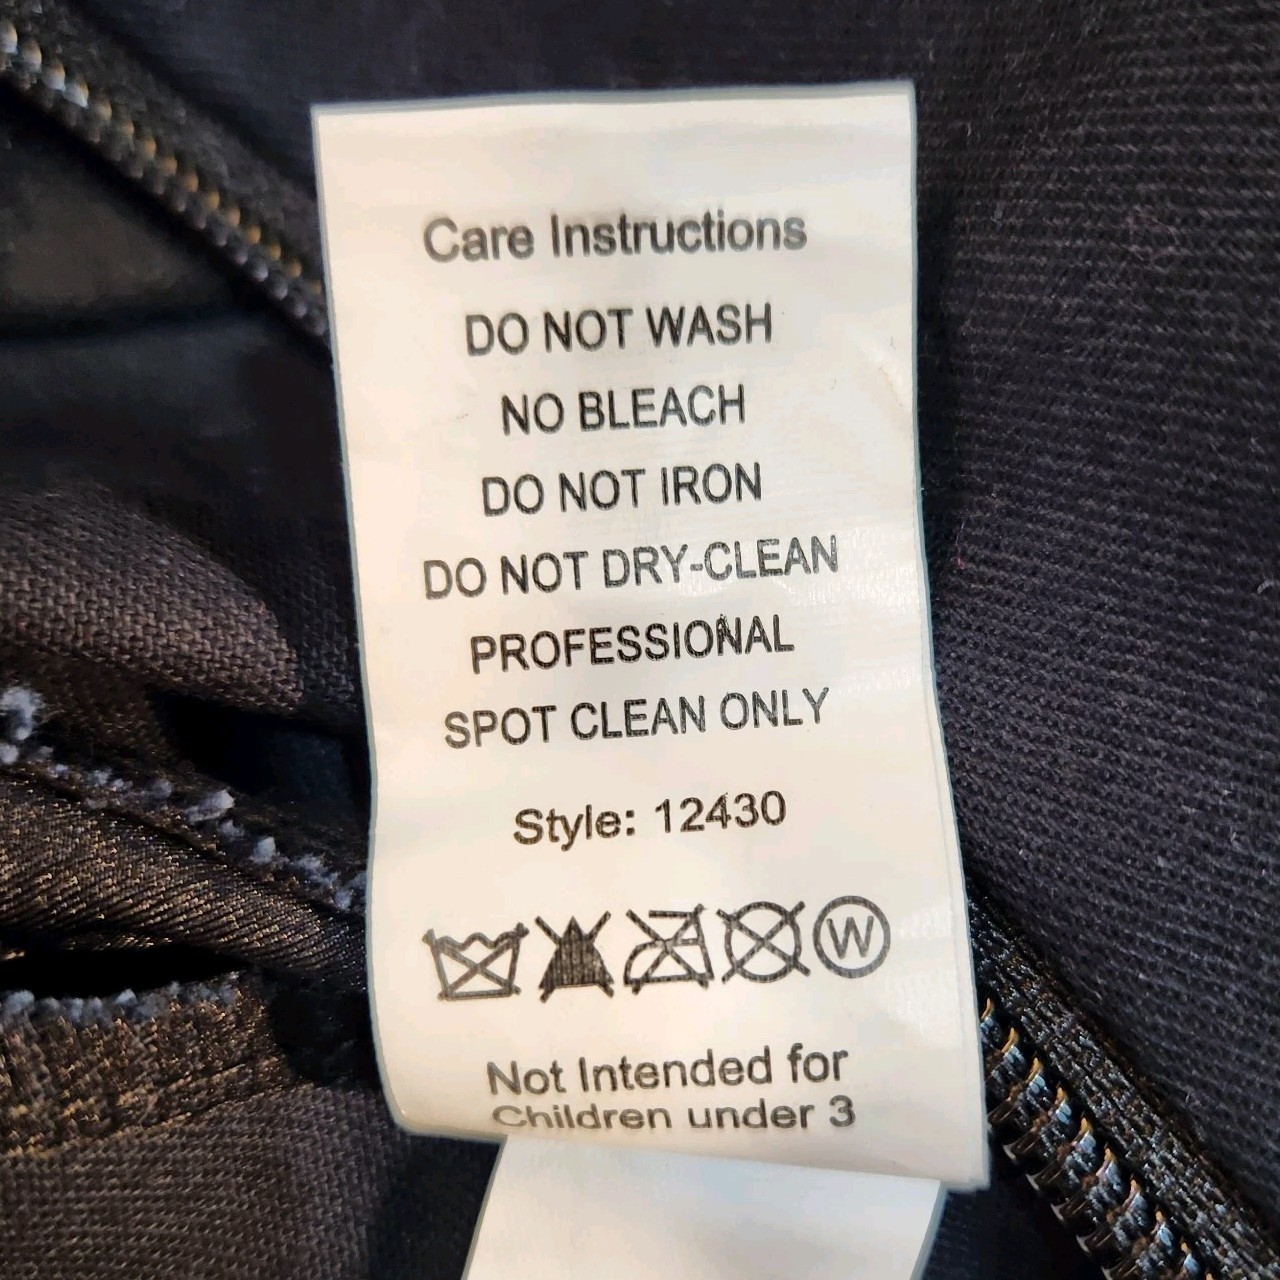 Care Instructions
DO NOT WASH
NO BLEACH
DO NOT IRON
DO NOT DRY-CLEAN
PROFESSIONAL
SPOT CLEAN ONLY
Style: 12430
W
Not Intended for
Children under 3